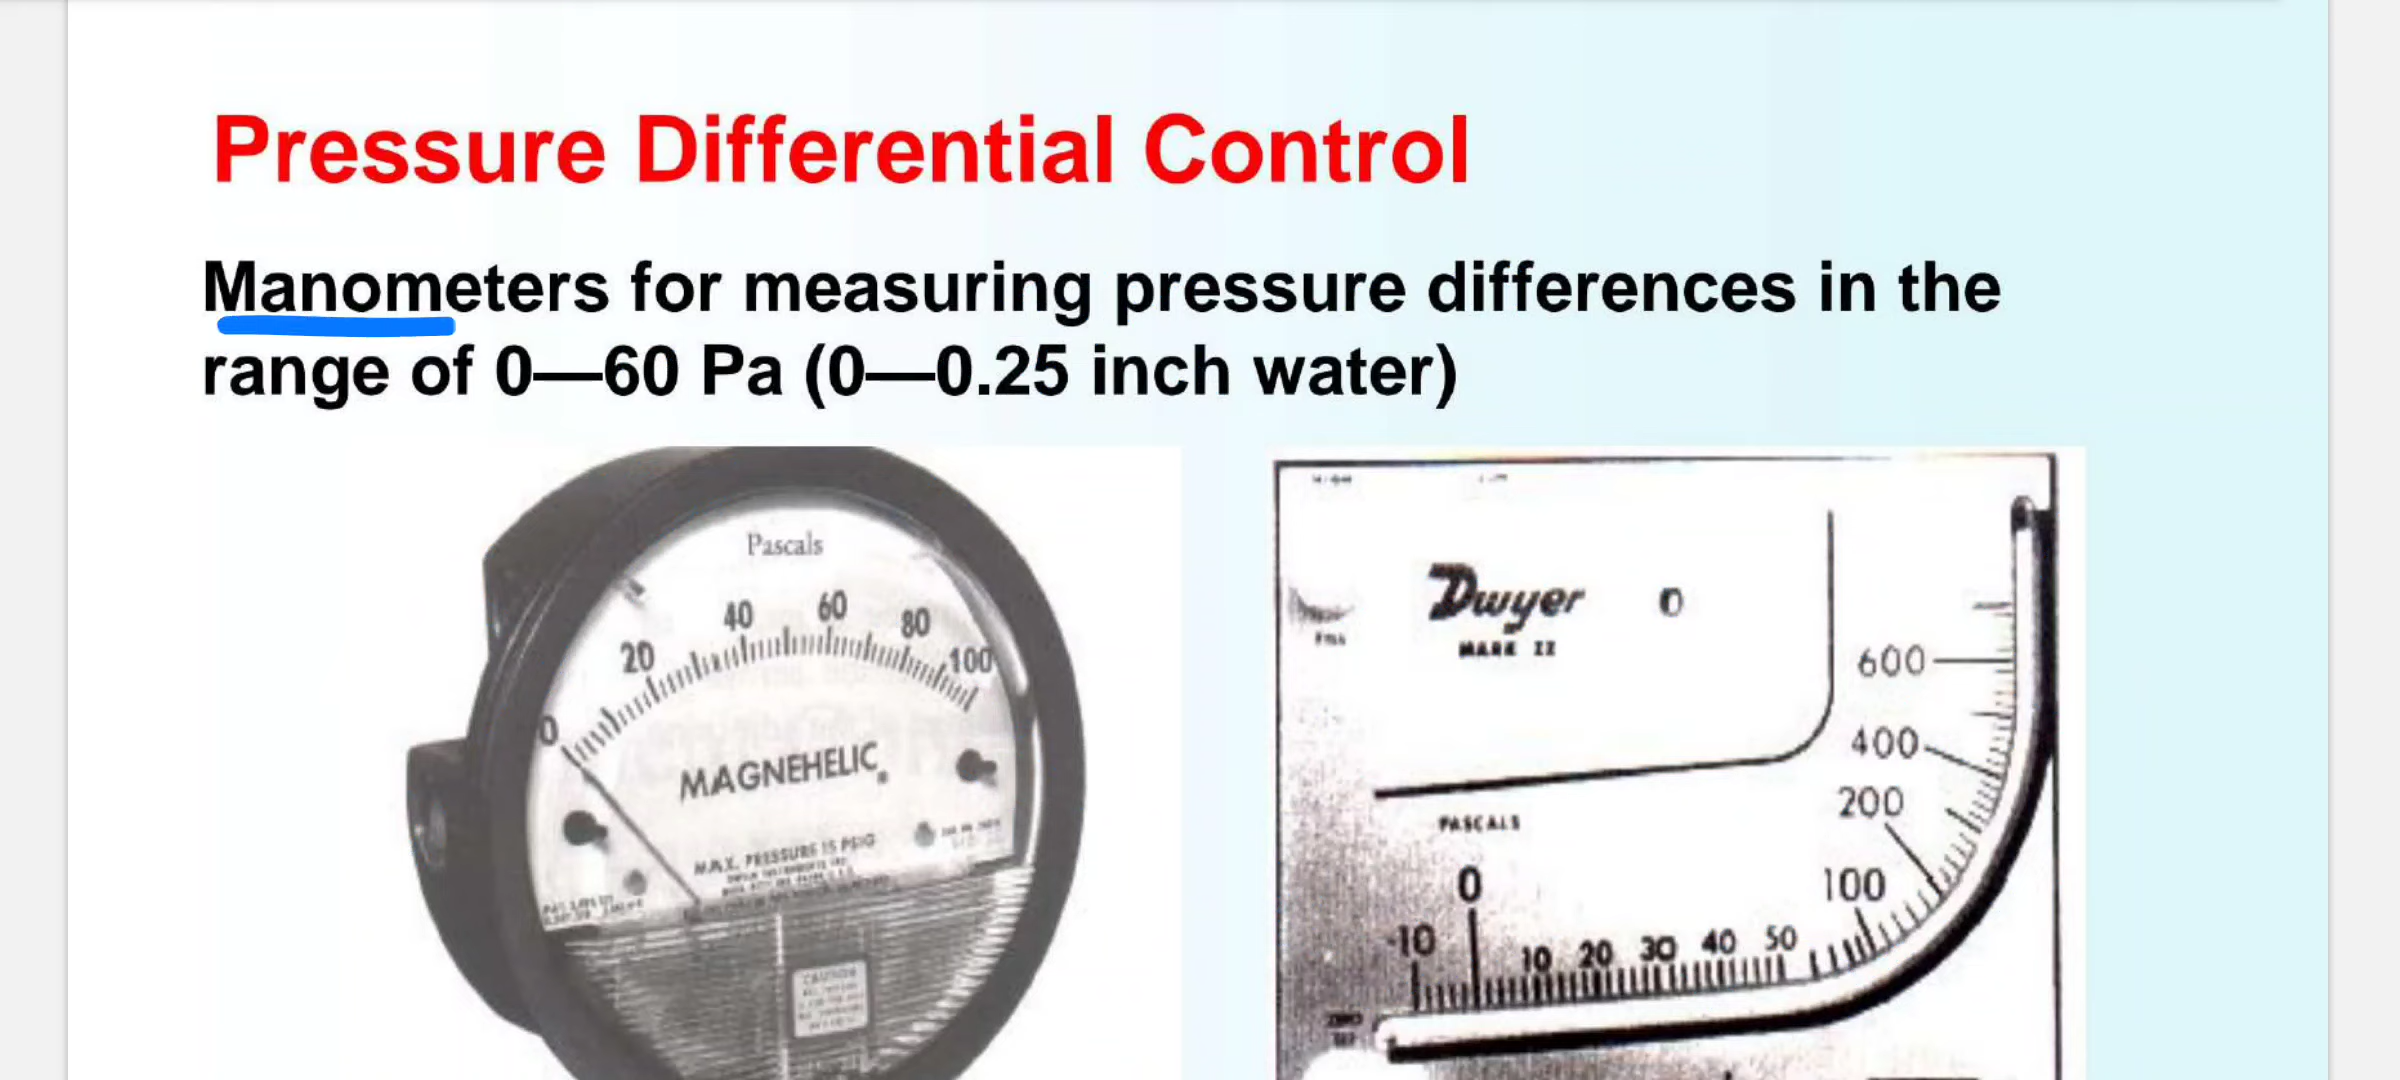 Pressure Differential Control
Manometers for measuring pressure differences in the
range of 0—60 Pa (0—0.25 inch water)
Pascals
0 20 40 60 80 100
MAGNEHELIC
MAX. PRESSURE 15 PSIG
CAUTION
Dwyer 0
MARK II
600
400
200
PASCALS
100
0
-10 10 20 30 40 50